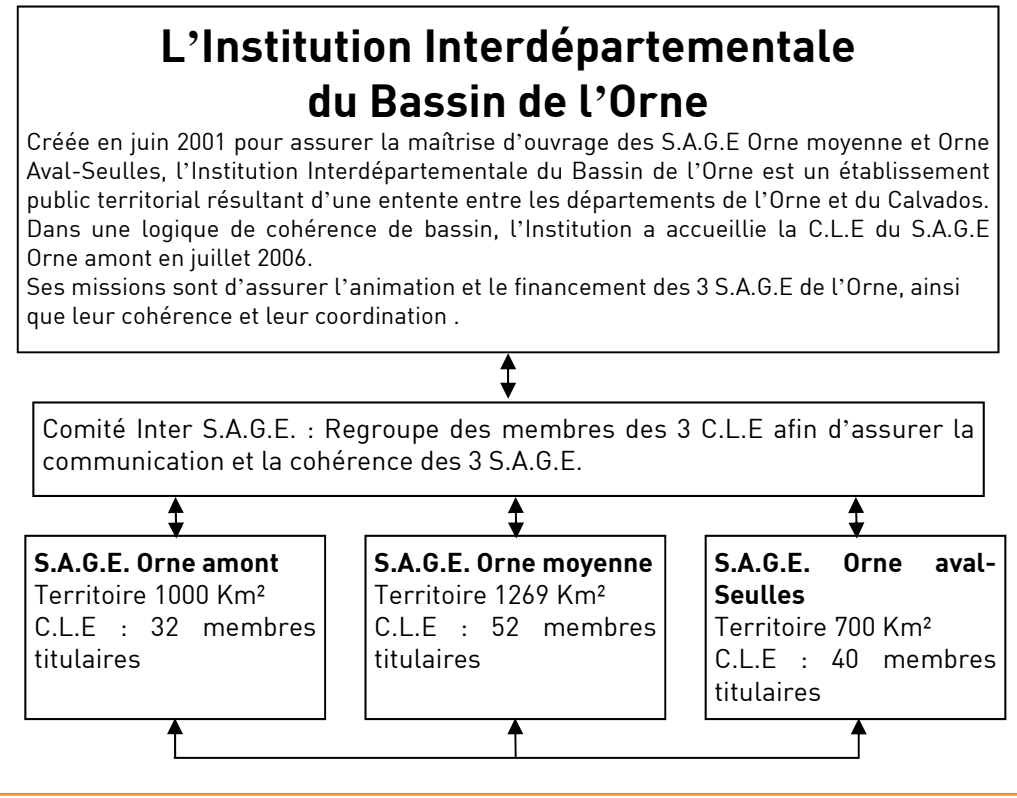 L’Institution Interdépartementale
du Bassin de l’Orne
Créée en juin 2001 pour assurer la maîtrise d’ouvrage des S.A.G.E Orne moyenne et Orne
Aval-Seulles, l’Institution Interdépartementale du Bassin de l’Orne est un établissement
public territorial résultant d’une entente entre les départements de l’Orne et du Calvados.
Dans une logique de cohérence de bassin, l’Institution a accueillie la C.L.E du S.A.G.E
Orne amont en juillet 2006.
Ses missions sont d’assurer l’animation et le financement des 3 S.A.G.E de l’Orne, ainsi
que leur cohérence et leur coordination .
Comité Inter S.A.G.E. : Regroupe des membres des 3 C.L.E afin d’assurer la
communication et la cohérence des 3 S.A.G.E.
S.A.G.E. Orne amont
Territoire 1000 Km²
C.L.E : 32 membres
titulaires
S.A.G.E. Orne moyenne
Territoire 1269 Km²
C.L.E : 52 membres
titulaires
S.A.G.E. Orne aval-
Seulles
Territoire 700 Km²
C.L.E : 40 membres
titulaires